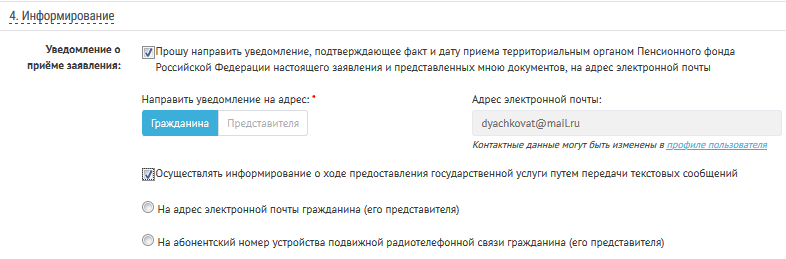 4. Информирование
Уведомление о приёме заявления:
Прошу направить уведомление, подтверждающее факт и дату приема территориальным органом Пенсионного фонда
Российской Федерации настоящего заявления и представленных мною документов, на адрес электронной почты
Направить уведомление на адрес: *
Гражданина Представителя
Адрес электронной почты:
dyachkovat@mail.ru
Контактные данные могут быть изменены в профиле пользователя
Осуществлять информирование о ходе предоставления государственной услуги путем передачи текстовых сообщений
На адрес электронной почты гражданина (его представителя)
На абонентский номер устройства подвижной радиотелефонной связи гражданина (его представителя)